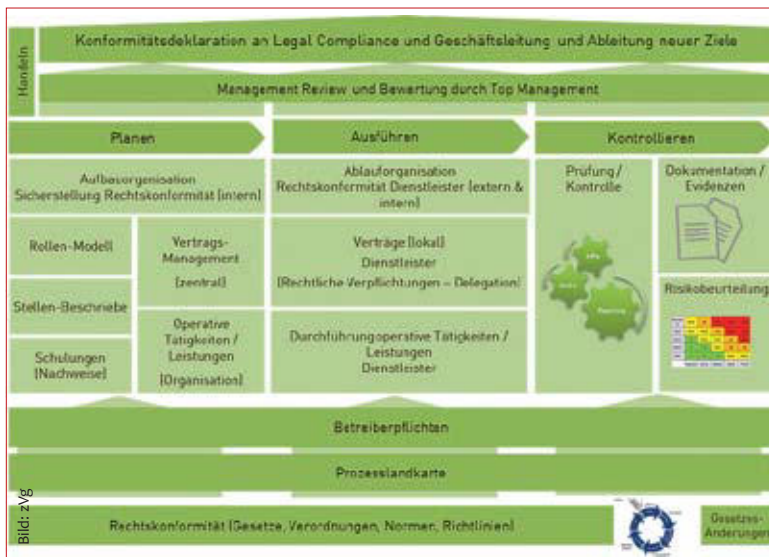 Handeln
Konformitätsdeklaration an Legal Compliance und Geschäftsleitung und Ableitung neuer Ziele
Management Review und Bewertung durch Top Management
Planen
Ausführen
Kontrollieren
Aufbauorganisation
Sicherstellung Rechtskonformität (intern)
Rollen-Modell
Stellen-Beschriebe
Schulungen
(Nachweise)
Vertrags-
Management
(zentral)
Operative
Tätigkeiten /
Leistungen
(Organisation)
Ablauforganisation
Rechtskonformität Dienstleister (extern &
intern)
Verträge (lokal)
Dienstleister
(Rechtliche Verpflichtungen – Delegation)
Durchführung operative Tätigkeiten /
Leistungen
Dienstleister
Prüfung /
Kontrolle
Dokumentation /
Evidenzen
Risikobeurteilung
Betreiberpflichten
Prozesslandkarte
Rechtskonformität (Gesetze, Verordnungen, Normen, Richtlinien)
Gesetzes-
Änderungen
Bild: zVg